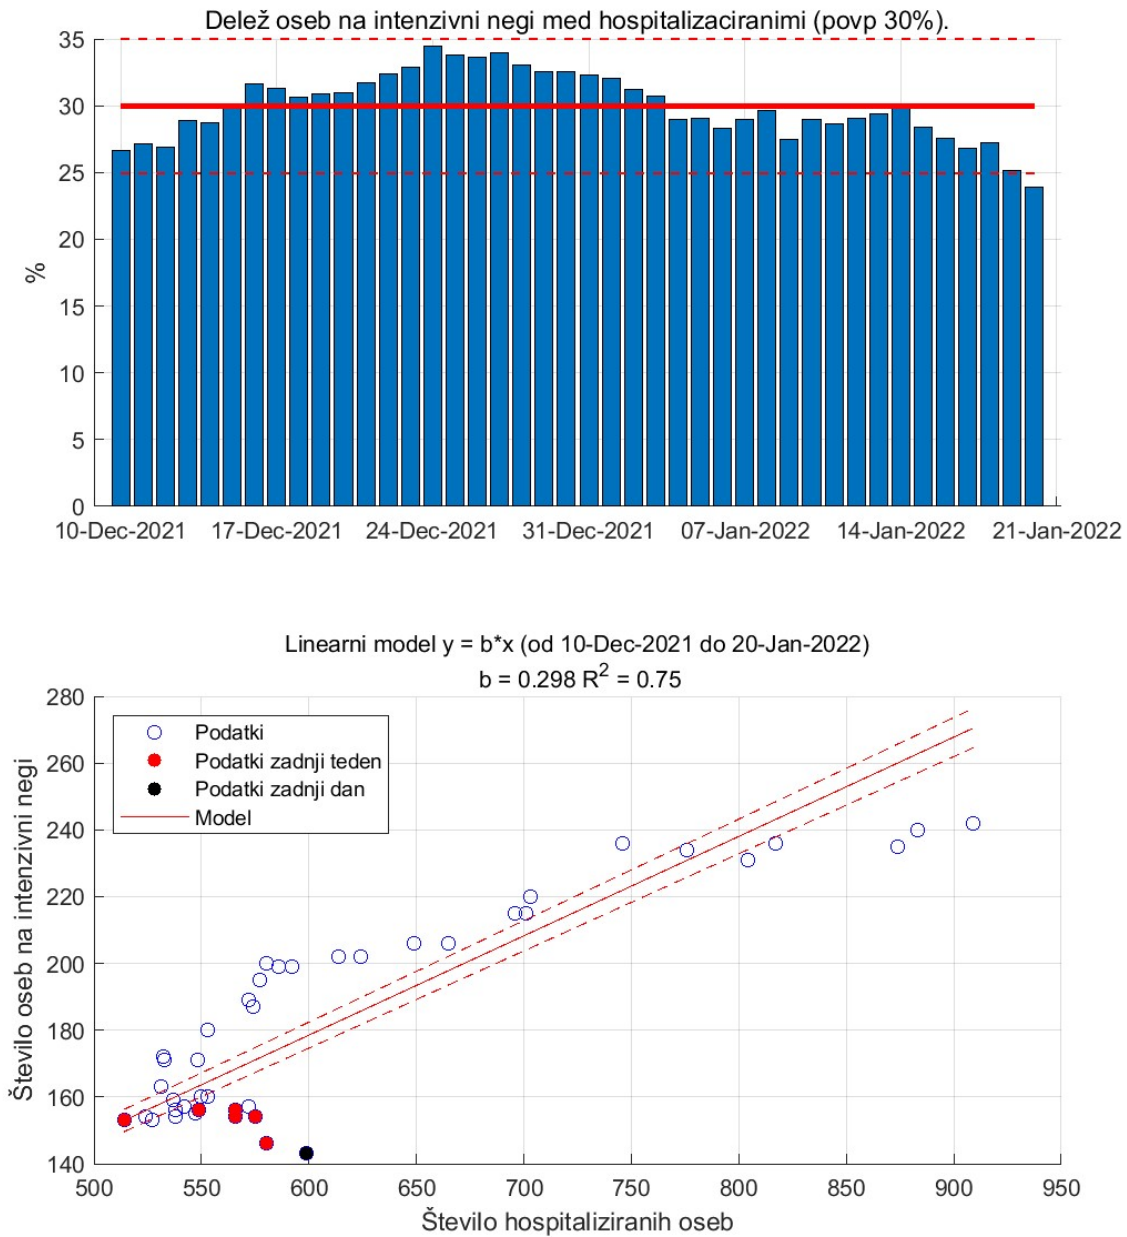 Delež oseb na intenzivni negi med hospitalizaciranimi (povp 30%).
35
30
25
20
15
10
5
0
%
10-Dec-2021 17-Dec-2021 24-Dec-2021 31-Dec-2021 07-Jan-2022 14-Jan-2022 21-Jan-2022
Linearni model y = b*x (od 10-Dec-2021 do 20-Jan-2022)
b = 0.298 R² = 0.75
280
260
240
220
200
180
160
140
Število oseb na intenzivni negi
Podatki
Podatki zadnji teden
Podatki zadnji dan
Model
500 550 600 650 700 750 800 850 900 950
Število hospitaliziranih oseb